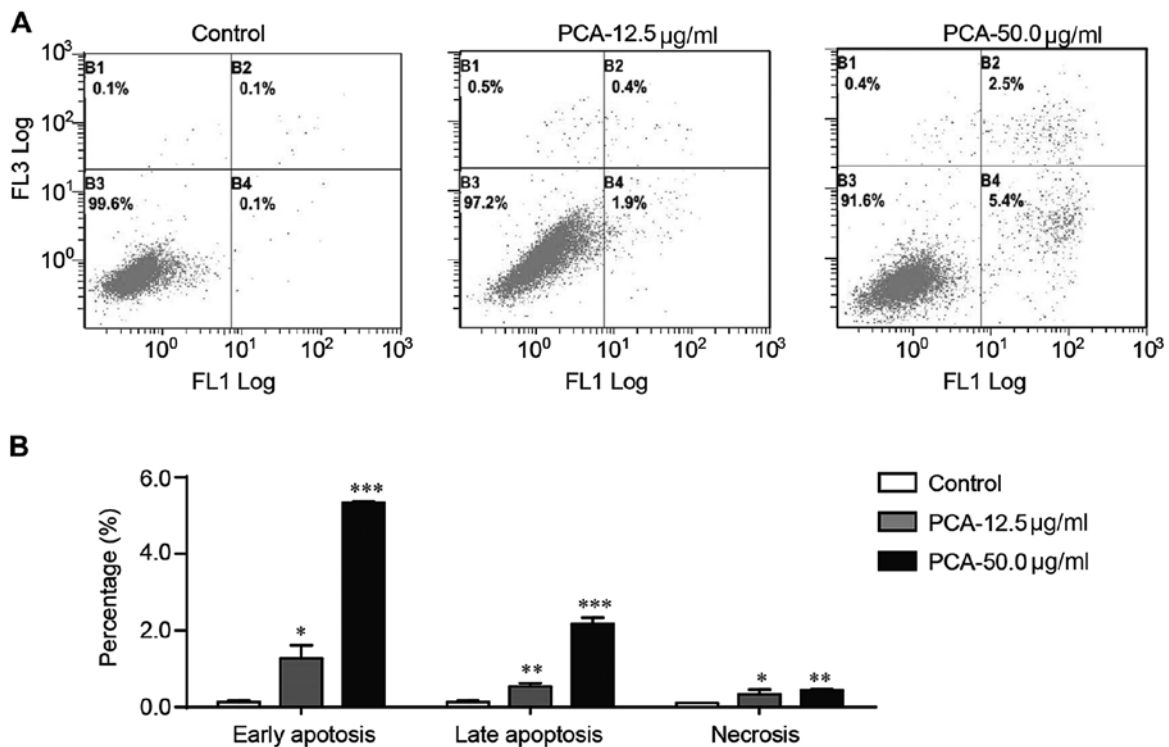 A
Control
PCA-12.5 µg/ml
PCA-50.0 µg/ml
FL3 Log
10³
10²
10¹
10⁰
B1
0.1%
B2
0.1%
B3
99.6%
B4
0.1%
10⁰ 10¹ 10² 10³
FL1 Log
B1
0.5%
B2
0.4%
B3
97.2%
B4
1.9%
10⁰ 10¹ 10² 10³
FL1 Log
B1
0.4%
B2
2.5%
B3
91.6%
B4
5.4%
10⁰ 10¹ 10² 10³
FL1 Log
B
Percentage (%)
6.0
4.0
2.0
0.0
*
***
**
***
*
**
Early apotosis
Late apoptosis
Necrosis
Control
PCA-12.5 µg/ml
PCA-50.0 µg/ml